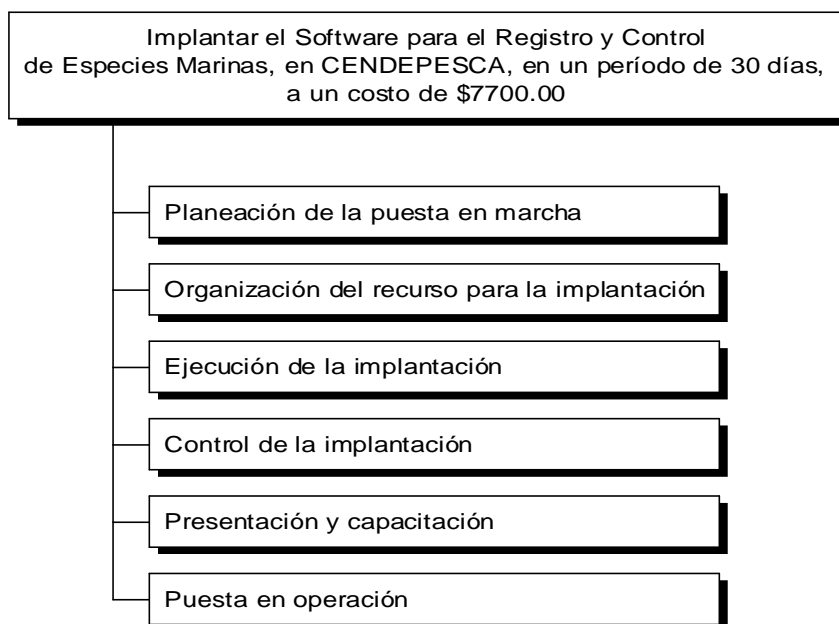 Implantar el Software para el Registro y Control
de Especies Marinas, en CENDEPESCA, en un período de 30 días,
a un costo de $7700.00
Planeación de la puesta en marcha
Organización del recurso para la implantación
Ejecución de la implantación
Control de la implantación
Presentación y capacitación
Puesta en operación